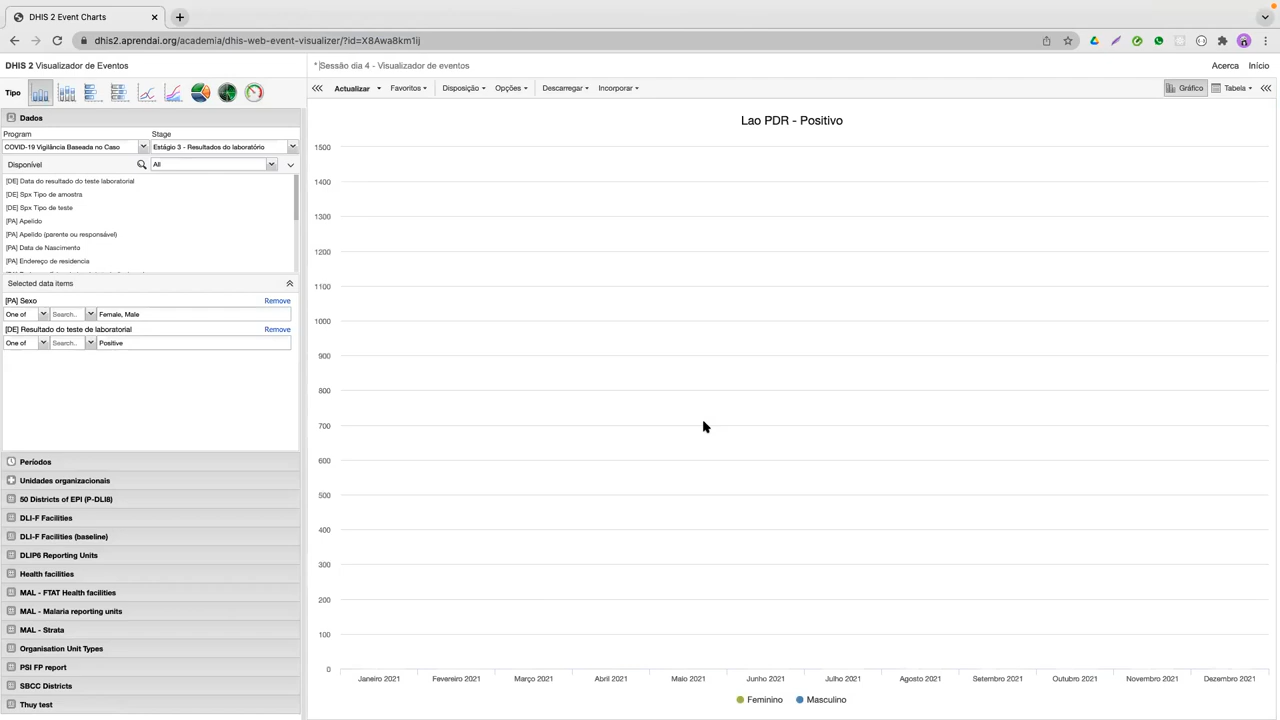 DHIS 2 Event Charts
dhis2.aprendai.org/academia/dhis-web-event-visualizer/?id=X8Awa8km1ij
DHIS 2 Visualizador de Eventos
* Sessão dia 4 - Visualizador de eventos
Acerca Início
Tipo
Actualizar Favoritos Disposição Opções Descarregar Incorporar Gráfico Tabela
Dados
Program Stage
COVID-19 Vigilância Baseada no Caso Estágio 3 - Resultados do laboratório
Disponível All
[DE] Data do resultado do teste laboratorial
[DE] Spx Tipo de amostra
[DE] Spx Tipo de teste
[PA] Apelido
[PA] Apelido (parente ou responsável)
[PA] Data de Nascimento
[PA] Endereço de residencia
Selected data items
[PA] Sexo Remove
One of Search.. Female, Male
[DE] Resultado do teste de laboratorial Remove
One of Search.. Positive
Períodos
Unidades organizacionais
50 Districts of EPI (P-DLI8)
DLI-F Facilities
DLI-F Facilities (baseline)
DLIP6 Reporting Units
Health facilities
MAL - FTAT Health facilities
MAL - Malaria reporting units
MAL - Strata
Organisation Unit Types
PSI FP report
SBCC Districts
Thuy test
Lao PDR - Positivo
1500
1400
1300
1200
1100
1000
900
800
700
600
500
400
300
200
100
0
Janeiro 2021 Fevereiro 2021 Março 2021 Abril 2021 Maio 2021 Junho 2021 Julho 2021 Agosto 2021 Setembro 2021 Outubro 2021 Novembro 2021 Dezembro 2021
Feminino Masculino